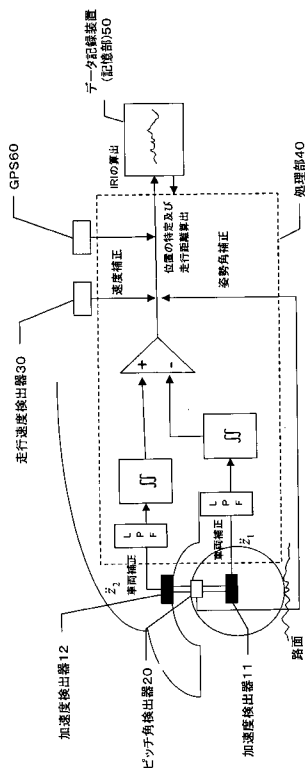 GPS60
走行速度検出器30
データ記録装置
(記憶部)50
IRIの算出
速度補正
位置の特定及び
走行距離算出
姿勢角補正
処理部40
+
-
∬
∬
LPF
LPF
車両補正
車両補正
z̈2
z̈1
加速度検出器12
ピッチ角検出器20
加速度検出器11
路面